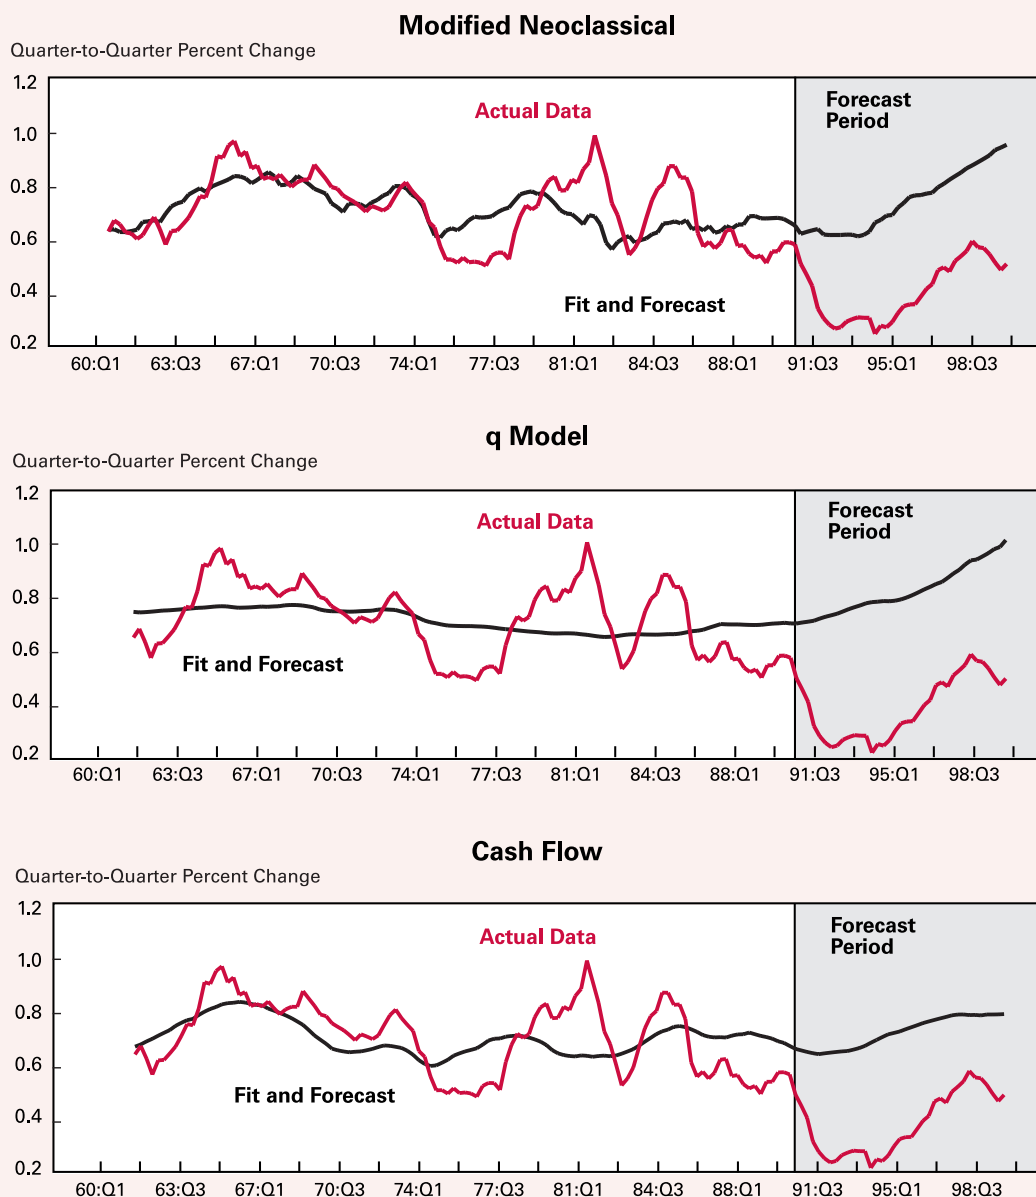 Modified Neoclassical
Quarter-to-Quarter Percent Change
1.2
Actual Data
Forecast
Period
1.0
0.8
0.6
0.4
Fit and Forecast
0.2
60:Q1 63:Q3 67:Q1 70:Q3 74:Q1 77:Q3 81:Q1 84:Q3 88:Q1 91:Q3 95:Q1 98:Q3
q Model
Quarter-to-Quarter Percent Change
1.2
Actual Data
Forecast
Period
1.0
0.8
0.6
Fit and Forecast
0.4
0.2
60:Q1 63:Q3 67:Q1 70:Q3 74:Q1 77:Q3 81:Q1 84:Q3 88:Q1 91:Q3 95:Q1 98:Q3
Cash Flow
Quarter-to-Quarter Percent Change
1.2
Actual Data
Forecast
Period
1.0
0.8
0.6
Fit and Forecast
0.4
0.2
60:Q1 63:Q3 67:Q1 70:Q3 74:Q1 77:Q3 81:Q1 84:Q3 88:Q1 91:Q3 95:Q1 98:Q3